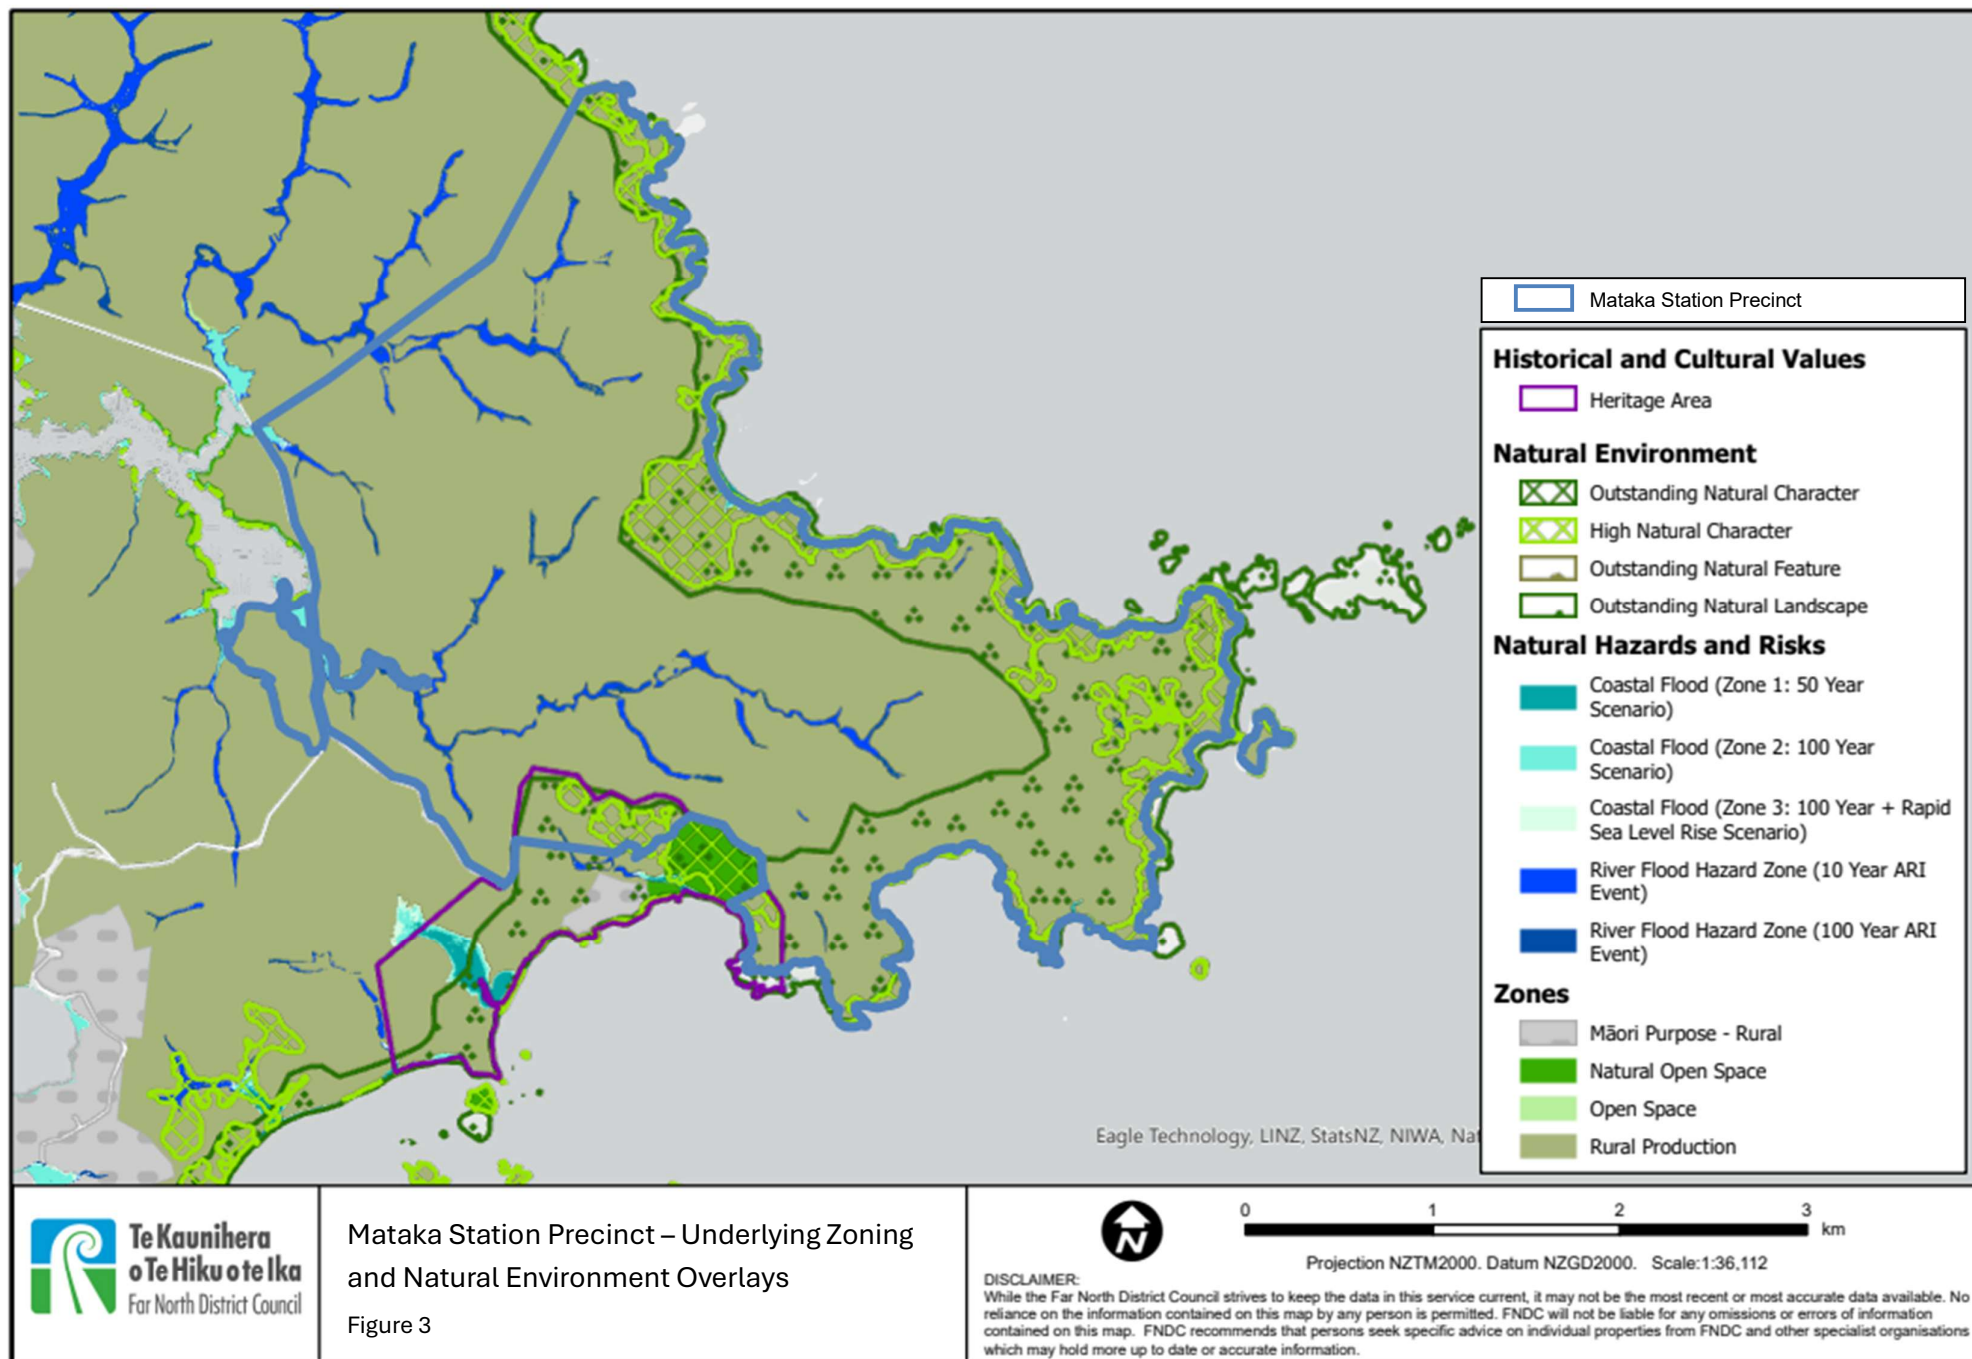 Mataka Station Precinct
Historical and Cultural Values
Heritage Area
Natural Environment
Outstanding Natural Character
High Natural Character
Outstanding Natural Feature
Outstanding Natural Landscape
Natural Hazards and Risks
Coastal Flood (Zone 1: 50 Year
Scenario)
Coastal Flood (Zone 2: 100 Year
Scenario)
Coastal Flood (Zone 3: 100 Year + Rapid
Sea Level Rise Scenario)
River Flood Hazard Zone (10 Year ARI
Event)
River Flood Hazard Zone (100 Year ARI
Event)
Zones
Māori Purpose - Rural
Natural Open Space
Open Space
Rural Production
Eagle Technology, LINZ, StatsNZ, NIWA, Nat
Te Kaunihera
o Te Hiku o te Ika
Far North District Council
Mataka Station Precinct – Underlying Zoning
and Natural Environment Overlays
Figure 3
N
0 1 2 3
km
Projection NZTM2000. Datum NZGD2000. Scale:1:36,112
DISCLAIMER:
While the Far North District Council strives to keep the data in this service current, it may not be the most recent or most accurate data available. No
reliance on the information contained on this map by any person is permitted. FNDC will not be liable for any omissions or errors of information
contained on this map. FNDC recommends that persons seek specific advice on individual properties from FNDC and other specialist organisations
which may hold more up to date or accurate information.